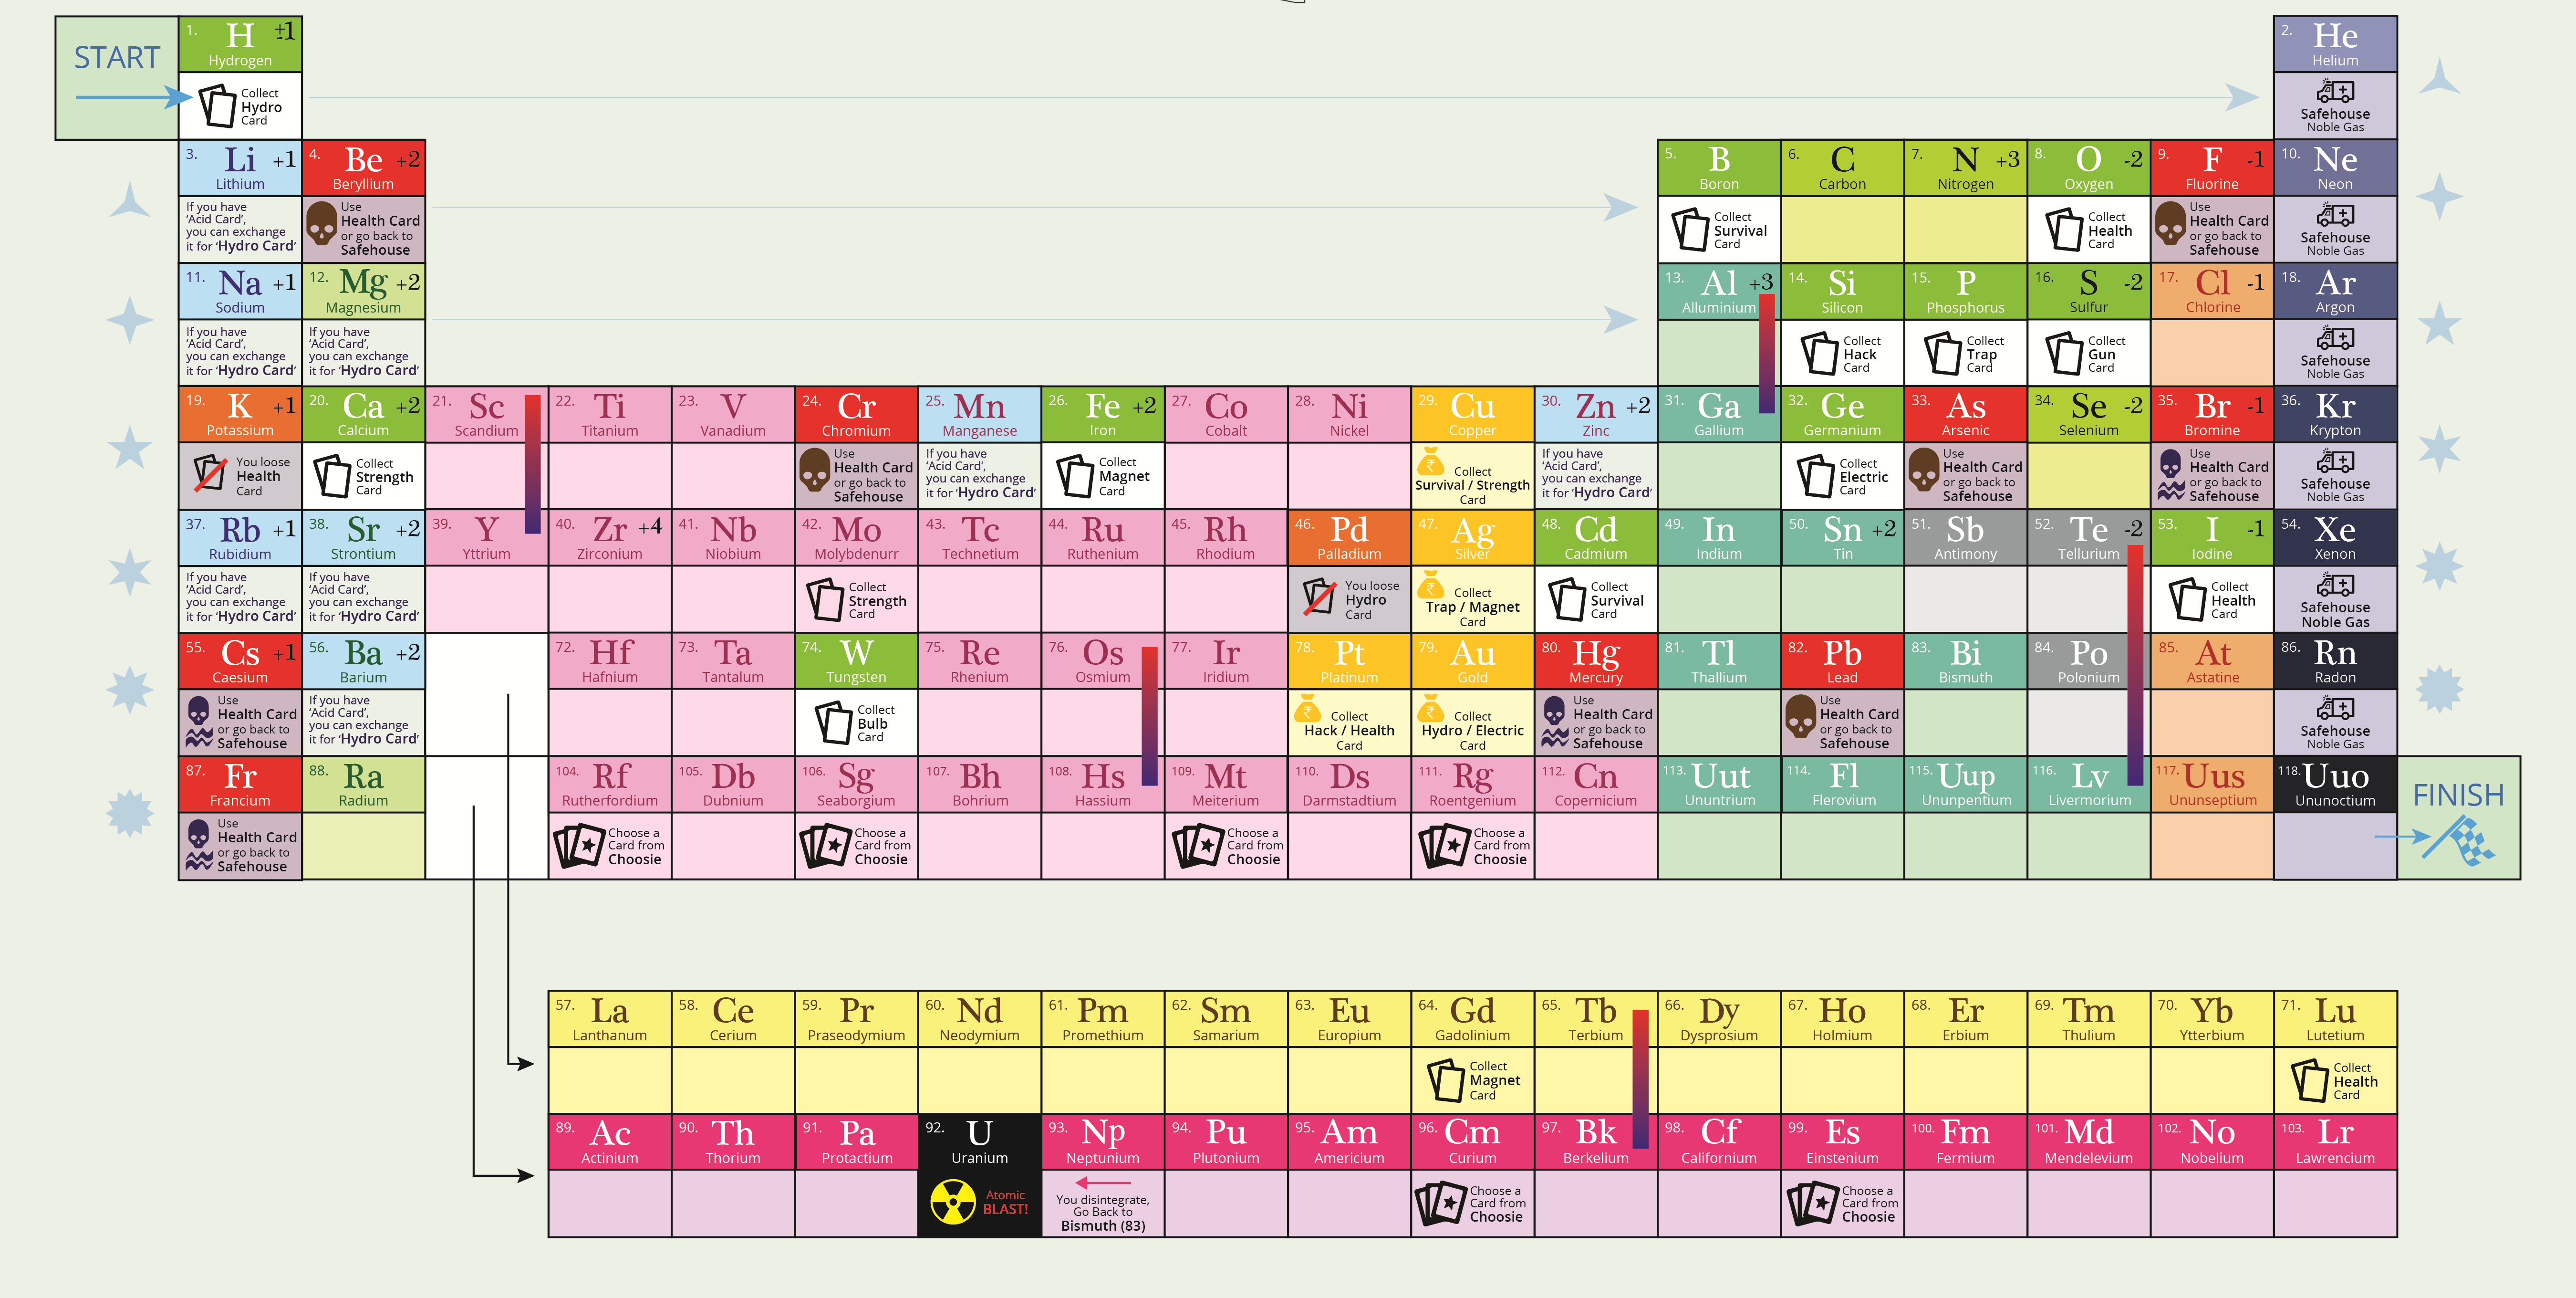 START
1. H ±1
Hydrogen
Collect
Hydro
Card
2. He
Helium
Safehouse
Noble Gas
3. Li +1
Lithium
If you have
'Acid Card',
you can exchange
it for 'Hydro Card'
4. Be +2
Beryllium
Use
Health Card
or go back to
Safehouse
5. B
Boron
Collect
Survival
Card
6. C
Carbon
7. N +3
Nitrogen
8. O -2
Oxygen
Collect
Health
Card
9. F -1
Fluorine
Use
Health Card
or go back to
Safehouse
10. Ne
Neon
Safehouse
Noble Gas
11. Na +1
Sodium
If you have
'Acid Card',
you can exchange
it for 'Hydro Card'
12. Mg +2
Magnesium
If you have
'Acid Card',
you can exchange
it for 'Hydro Card'
13. Al +3
Alluminium
14. Si
Silicon
Collect
Hack
Card
15. P
Phosphorus
Collect
Trap
Card
16. S -2
Sulfur
Collect
Gun
Card
17. Cl -1
Chlorine
18. Ar
Argon
Safehouse
Noble Gas
19. K +1
Potassium
You loose
Health
Card
20. Ca +2
Calcium
Collect
Strength
Card
21. Sc
Scandium
22. Ti
Titanium
23. V
Vanadium
24. Cr
Chromium
Use
Health Card
or go back to
Safehouse
25. Mn
Manganese
If you have
'Acid Card',
you can exchange
it for 'Hydro Card'
26. Fe +2
Iron
Collect
Magnet
Card
27. Co
Cobalt
28. Ni
Nickel
29. Cu
Copper
₹
Collect
Survival / Strength
Card
30. Zn +2
Zinc
If you have
'Acid Card',
you can exchange
it for 'Hydro Card'
31. Ga
Gallium
32. Ge
Germanium
Collect
Electric
Card
33. As
Arsenic
Use
Health Card
or go back to
Safehouse
34. Se -2
Selenium
35. Br -1
Bromine
Use
Health Card
or go back to
Safehouse
36. Kr
Krypton
Safehouse
Noble Gas
37. Rb +1
Rubidium
If you have
'Acid Card',
you can exchange
it for 'Hydro Card'
38. Sr +2
Strontium
If you have
'Acid Card',
you can exchange
it for 'Hydro Card'
39. Y
Yttrium
40. Zr +4
Zirconium
41. Nb
Niobium
42. Mo
Molybdenurr
Collect
Strength
Card
43. Tc
Technetium
44. Ru
Ruthenium
45. Rh
Rhodium
46. Pd
Palladium
You loose
Hydro
Card
47. Ag
Silver
₹
Collect
Trap / Magnet
Card
48. Cd
Cadmium
Collect
Survival
Card
49. In
Indium
50. Sn +2
Tin
51. Sb
Antimony
52. Te -2
Tellurium
53. I -1
Iodine
Collect
Health
Card
54. Xe
Xenon
Safehouse
Noble Gas
55. Cs +1
Caesium
Use
Health Card
or go back to
Safehouse
56. Ba +2
Barium
If you have
'Acid Card',
you can exchange
it for 'Hydro Card'
72. Hf
Hafnium
73. Ta
Tantalum
74. W
Tungsten
Collect
Bulb
Card
75. Re
Rhenium
76. Os
Osmium
77. Ir
Iridium
78. Pt
Platinum
₹
Collect
Hack / Health
Card
79. Au
Gold
₹
Collect
Hydro / Electric
Card
80. Hg
Mercury
Use
Health Card
or go back to
Safehouse
81. Tl
Thallium
82. Pb
Lead
Use
Health Card
or go back to
Safehouse
83. Bi
Bismuth
84. Po
Polonium
85. At
Astatine
86. Rn
Radon
Safehouse
Noble Gas
87. Fr
Francium
Use
Health Card
or go back to
Safehouse
88. Ra
Radium
104. Rf
Rutherfordium
Choose a
Card from
Choosie
105. Db
Dubnium
106. Sg
Seaborgium
Choose a
Card from
Choosie
107. Bh
Bohrium
108. Hs
Hassium
109. Mt
Meiterium
Choose a
Card from
Choosie
110. Ds
Darmstadtium
111. Rg
Roentgenium
Choose a
Card from
Choosie
112. Cn
Copernicium
113. Uut
Ununtrium
114. Fl
Flerovium
115. Uup
Ununpentium
116. Lv
Livermorium
117. Uus
Ununseptium
118. Uuo
Ununoctium
FINISH
57. La
Lanthanum
58. Ce
Cerium
59. Pr
Praseodymium
60. Nd
Neodymium
61. Pm
Promethium
62. Sm
Samarium
63. Eu
Europium
64. Gd
Gadolinium
Collect
Magnet
Card
65. Tb
Terbium
66. Dy
Dysprosium
67. Ho
Holmium
68. Er
Erbium
69. Tm
Thulium
70. Yb
Ytterbium
71. Lu
Lutetium
Collect
Health
Card
89. Ac
Actinium
90. Th
Thorium
91. Pa
Protactium
92. U
Uranium
Atomic
BLAST!
93. Np
Neptunium
You disintegrate,
Go Back to
Bismuth (83)
94. Pu
Plutonium
95. Am
Americium
96. Cm
Curium
Choose a
Card from
Choosie
97. Bk
Berkelium
98. Cf
Californium
99. Es
Einstenium
Choose a
Card from
Choosie
100. Fm
Fermium
101. Md
Mendelevium
102. No
Nobelium
103. Lr
Lawrencium